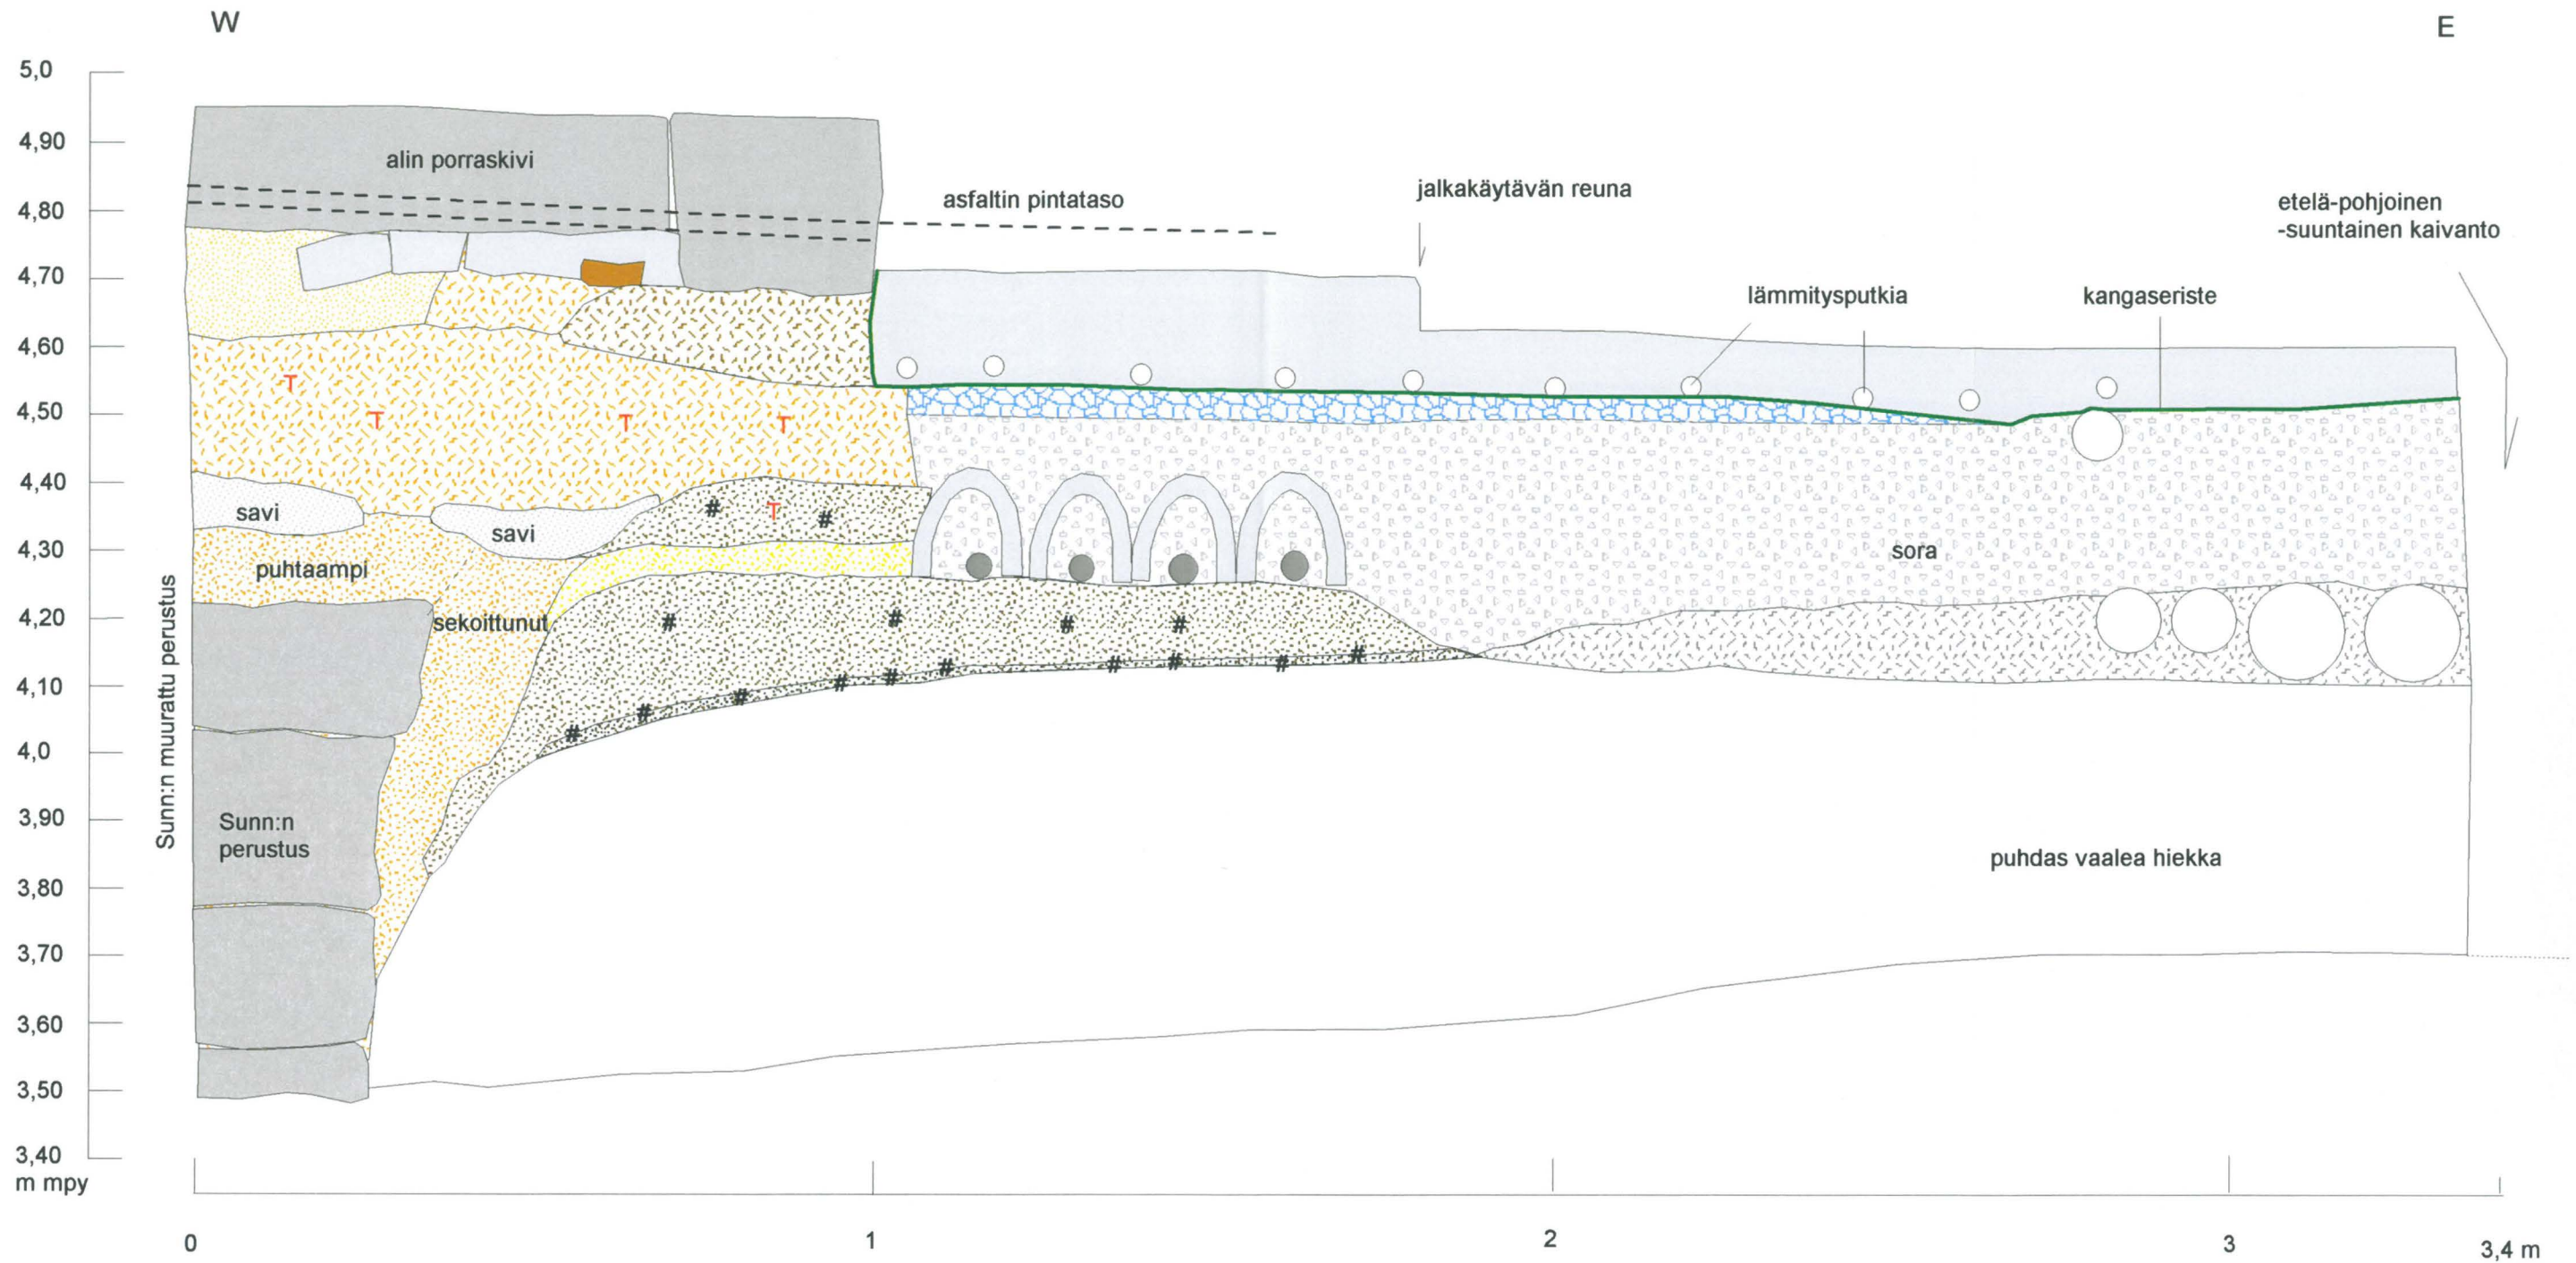 W
E
5,0
4,90
4,80
4,70
4,60
4,50
4,40
4,30
4,20
4,10
4,0
3,90
3,80
3,70
3,60
3,50
3,40
m mpy
alin porraskivi
asfaltin pintataso
jalkakäytävän reuna
etelä-pohjoinen
-suuntainen kaivanto
lämmitysputkia
kangaseriste
T
T
T
T
savi
savi
# T #
puhtaampi
sora
sekoittunut
# # # #
# # # # # # # # # #
Sunn:n muurattu perustus
Sunn:n
perustus
puhdas vaalea hiekka
0
1
2
3
3,4 m